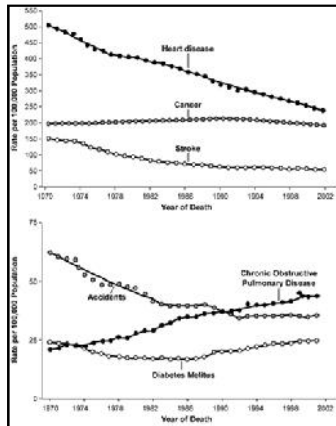 Rate per 100,000 Population
550
500
450
400
350
300
250
200
150
100
50
0
Heart disease
Cancer
Stroke
1970 1974 1978 1982 1986 1990 1994 1998 2002
Year of Death
Rate per 100,000 Population
75
50
25
0
Accidents
Chronic Obstructive
Pulmonary Disease
Diabetes Mellitus
1970 1974 1978 1982 1986 1990 1994 1998 2002
Year of Death